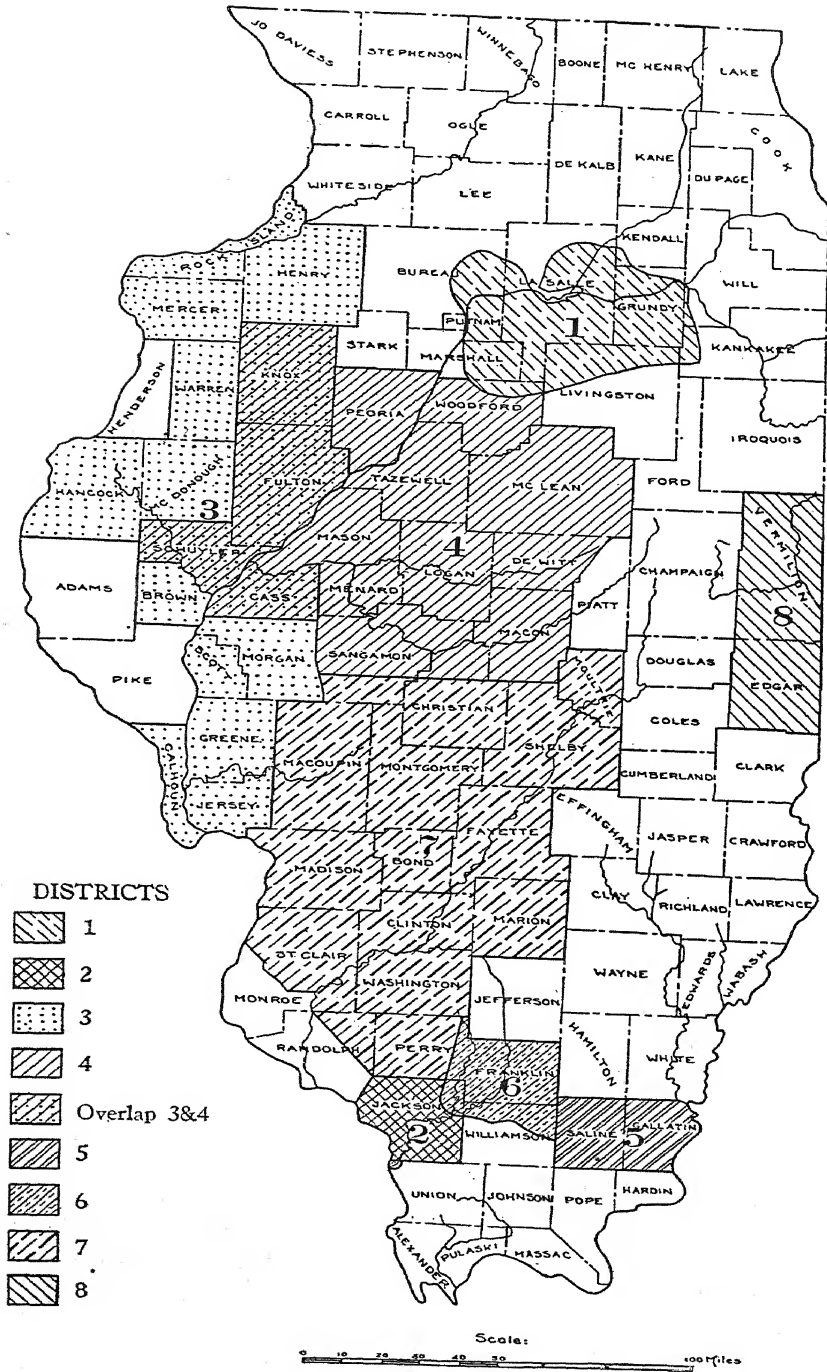 JO DAVIESS
STEPHENSON
WINNEBAGO
BOONE
MC HENRY
LAKE
CARROLL
OGLE
COOK
DE KALB
KANE
DU PAGE
WHITESIDE
LEE
KENDALL
ROCK ISLAND
HENRY
BUREAU
LA SALLE
WILL
MERCER
PUTNAM
1
GRUNDY
STARK
MARSHALL
KANKAKEE
HENDERSON
WARREN
KNOX
PEORIA
WOODFORD
LIVINGSTON
IROQUOIS
HANCOCK
MC DONOUGH
3
FULTON
TAZEWELL
MC LEAN
FORD
VERMILION
SCHUYLER
MASON
4
LOGAN
DE WITT
CHAMPAIGN
8
ADAMS
BROWN
CASS
MENARD
PIATT
MACON
SCOTT
MORGAN
SANGAMON
MOULTRIE
DOUGLAS
EDGAR
PIKE
CHRISTIAN
COLES
GREENE
MACOUPIN
MONTGOMERY
SHELBY
CUMBERLAND
CLARK
CALHOUN
JERSEY
EFFINGHAM
JASPER
CRAWFORD
7
FAYETTE
BOND
MADISON
CLAY
RICHLAND
LAWRENCE
CLINTON
MARION
ST. CLAIR
WASHINGTON
WAYNE
EDWARDS
WABASH
MONROE
JEFFERSON
RANDOLPH
PERRY
HAMILTON
WHITE
FRANKLIN
6
JACKSON
2
WILLIAMSON
SALINE
5
GALLATIN
UNION
JOHNSON
POPE
HARDIN
ALEXANDER
PULASKI
MASSAC
DISTRICTS
1
2
3
4
Overlap 3&4
5
6
7
8
Scale:
0 10 20 30 100 Miles